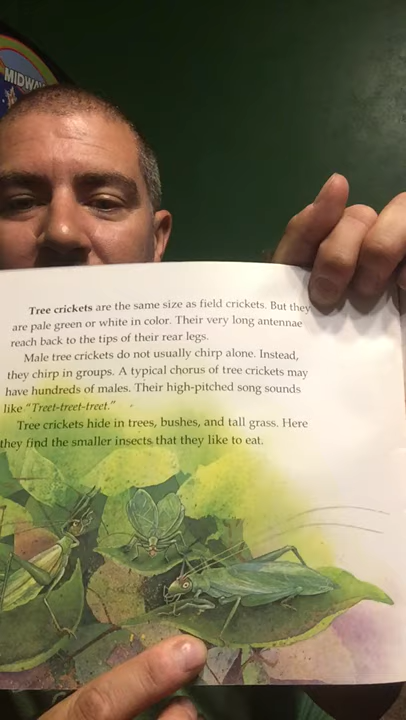 MIDWAY
Tree crickets are the same size as field crickets. But they
are pale green or white in color. Their very long antennae
reach back to the tips of their rear legs.
Male tree crickets do not usually chirp alone. Instead,
they chirp in groups. A typical chorus of tree crickets may
have hundreds of males. Their high-pitched song sounds
like "Treet-treet-treet."
Tree crickets hide in trees, bushes, and tall grass. Here
they find the smaller insects that they like to eat.